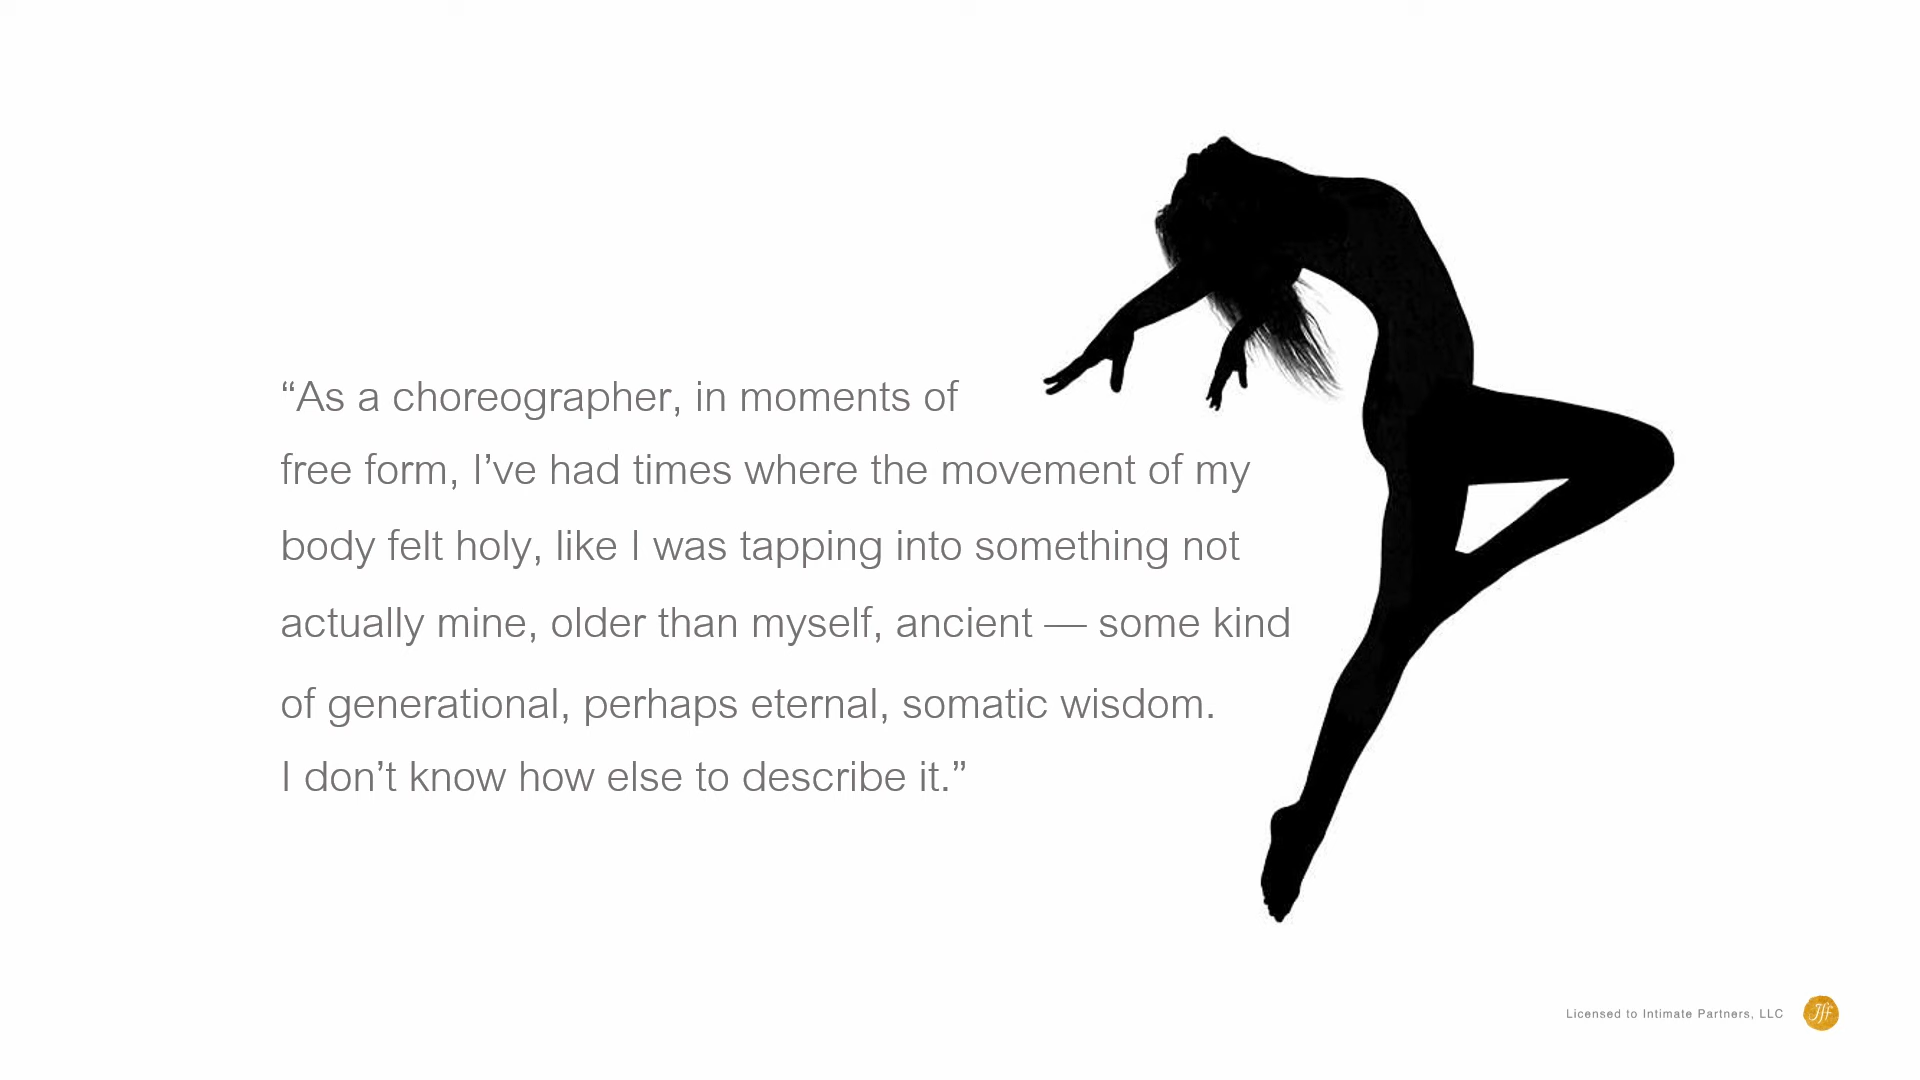 “As a choreographer, in moments of
free form, I’ve had times where the movement of my
body felt holy, like I was tapping into something not
actually mine, older than myself, ancient — some kind
of generational, perhaps eternal, somatic wisdom.
I don’t know how else to describe it.”
Licensed to Intimate Partners, LLC